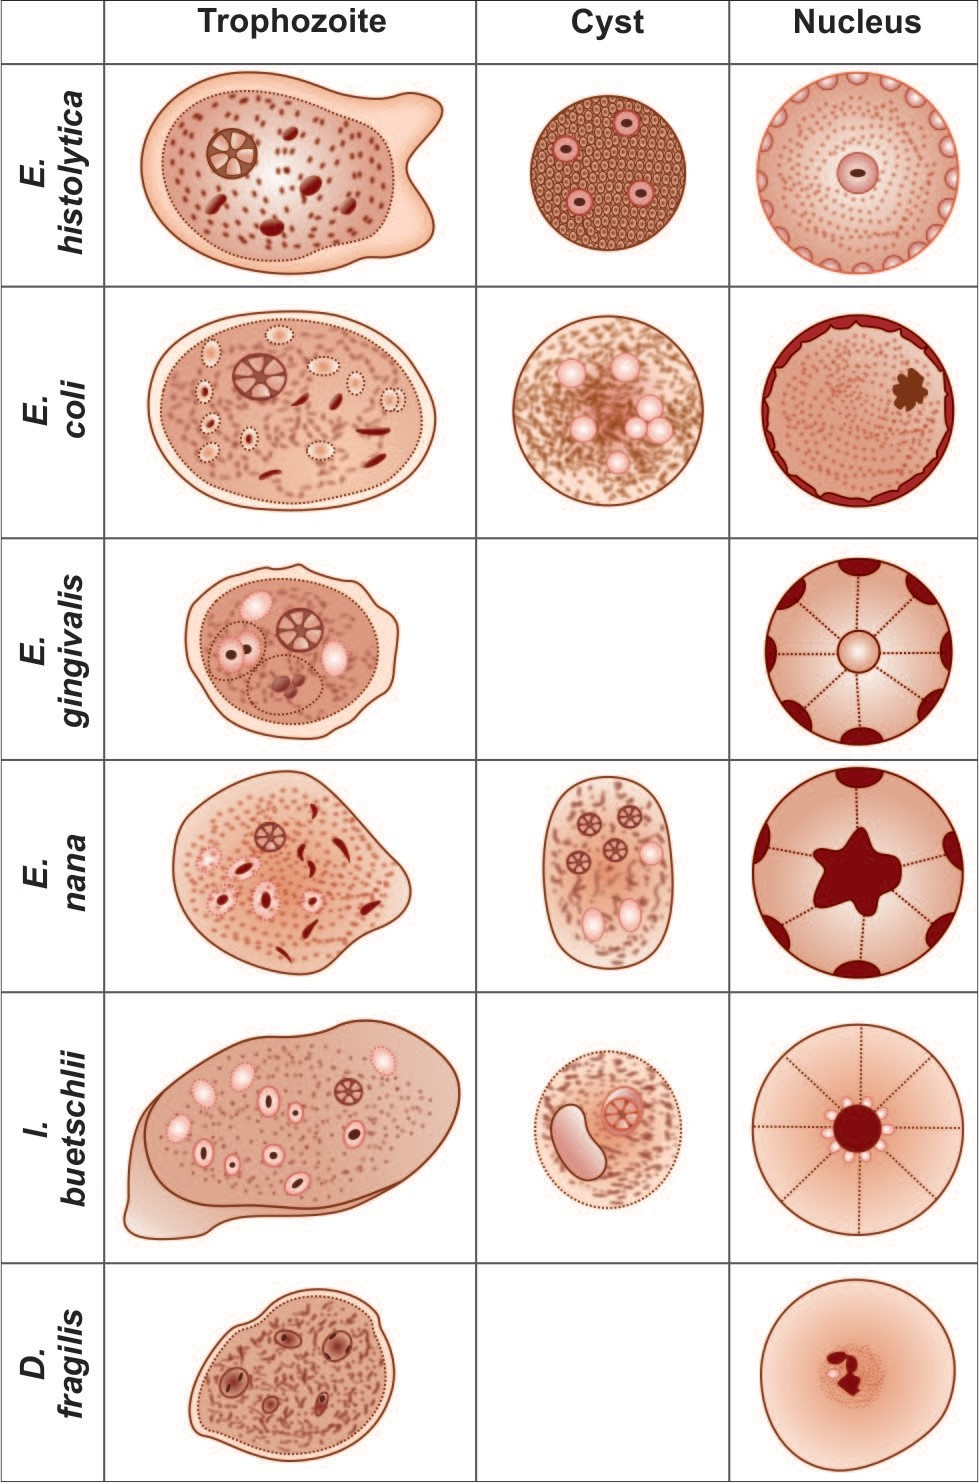 Trophozoite Cyst Nucleus
E.
histolytica
E.
coli
E.
gingivalis
E.
nana
I.
buetschlii
D.
fragilis